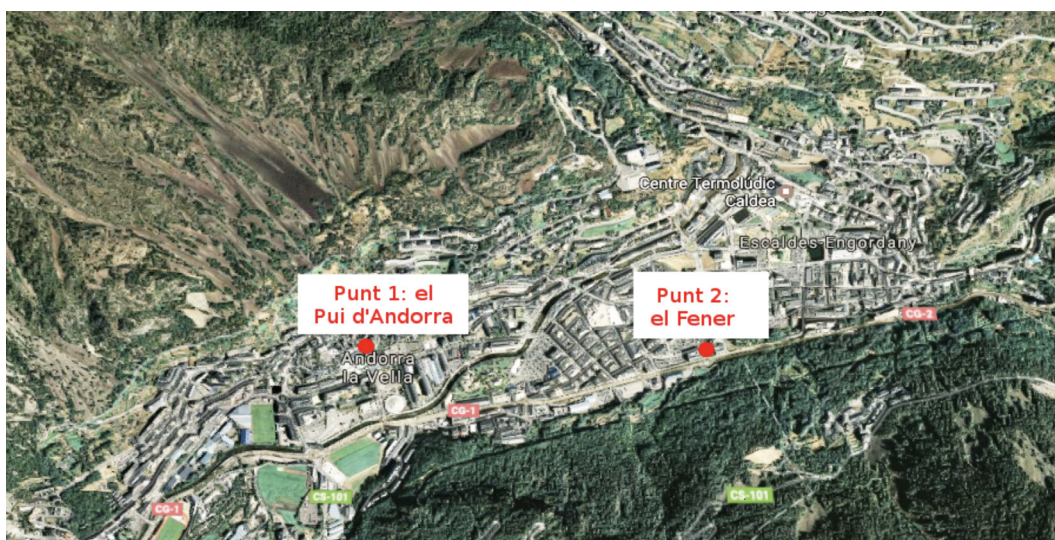 Centre Termolúdic
Caldea
Escaldes-Engordany
Punt 1: el
Pui d'Andorra
Punt 2:
el Fener
CG-2
Andorra
la Vella
CG-1
CS-101
CS-101
CG-1